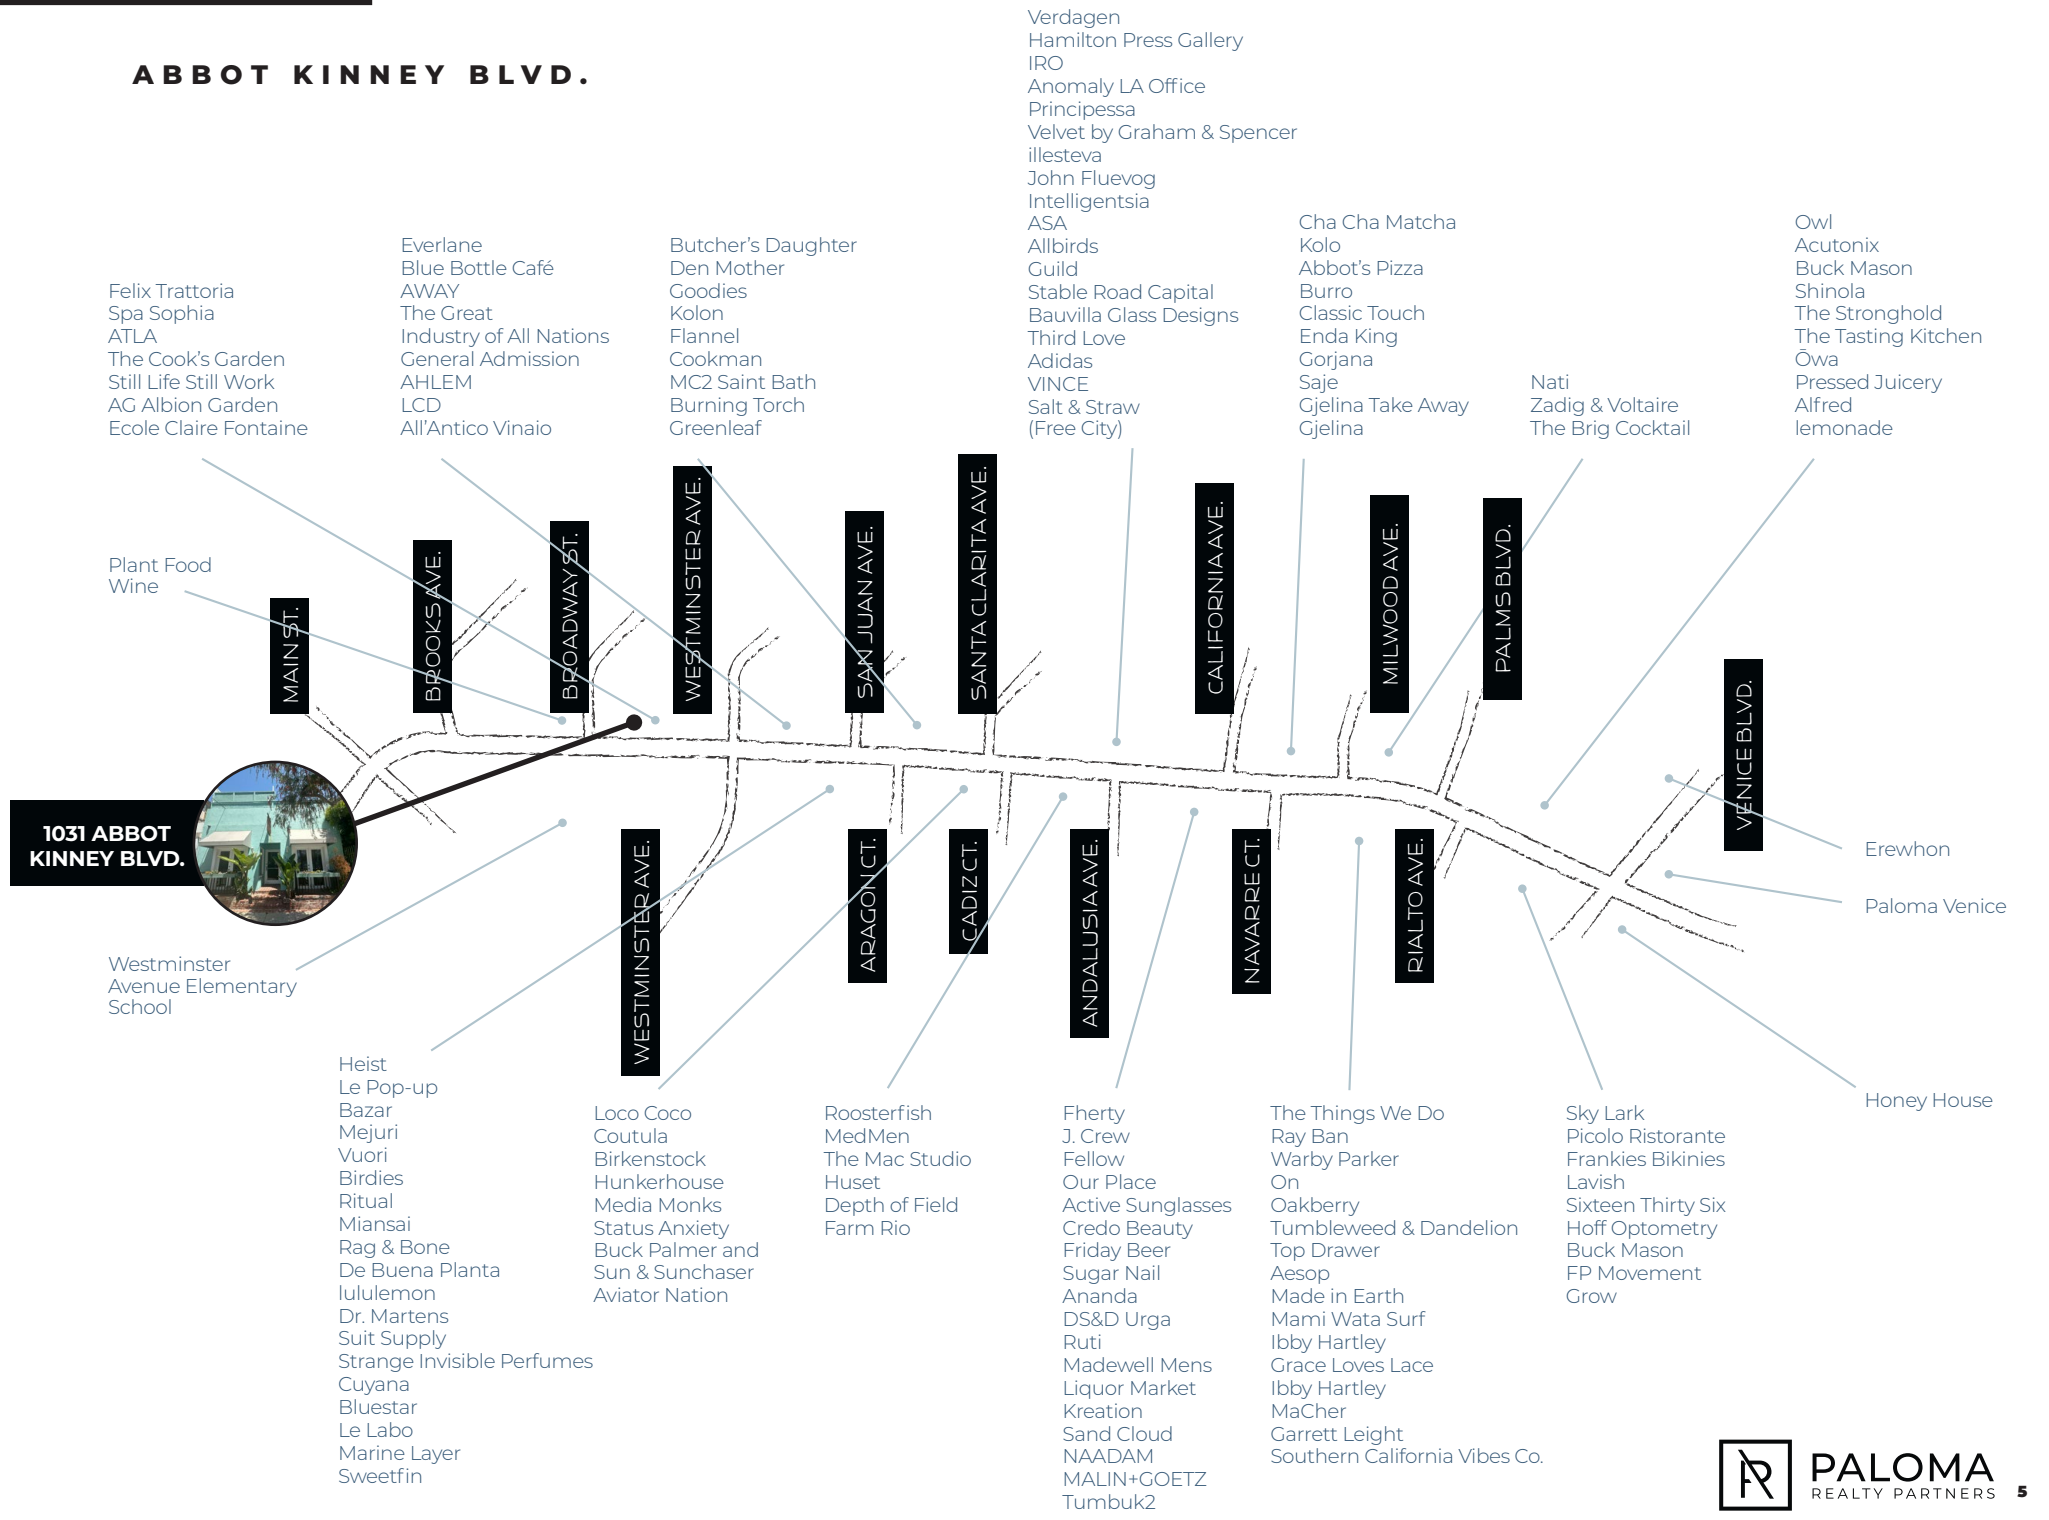 ABBOT KINNEY BLVD.
Felix Trattoria
Spa Sophia
ATLA
The Cook's Garden
Still Life Still Work
AG Albion Garden
Ecole Claire Fontaine
Everlane
Blue Bottle Café
AWAY
The Great
Industry of All Nations
General Admission
AHLEM
LCD
All'Antico Vinaio
Butcher's Daughter
Den Mother
Goodies
Kolon
Flannel
Cookman
MC2 Saint Bath
Burning Torch
Greenleaf
Verdagen
Hamilton Press Gallery
IRO
Anomaly LA Office
Principessa
Velvet by Graham & Spencer
illesteva
John Fluevog
Intelligentsia
ASA
Allbirds
Guild
Stable Road Capital
Bauvilla Glass Designs
Third Love
Adidas
VINCE
Salt & Straw
(Free City)
Cha Cha Matcha
Kolo
Abbot's Pizza
Burro
Classic Touch
Enda King
Gorjana
Saje
Gjelina Take Away
Gjelina
Nati
Zadig & Voltaire
The Brig Cocktail
Owl
Acutonix
Buck Mason
Shinola
The Stronghold
The Tasting Kitchen
Ōwa
Pressed Juicery
Alfred
lemonade
Plant Food
Wine
MAIN ST.
BROOKS AVE.
BROADWAY ST.
WESTMINSTER AVE.
SAN JUAN AVE.
SANTA CLARITA AVE.
CALIFORNIA AVE.
MILWOOD AVE.
PALMS BLVD.
VENICE BLVD.
1031 ABBOT
KINNEY BLVD.
WESTMINSTER AVE.
ARAGON CT.
CADIZ CT.
ANDALUSIA AVE.
NAVARRE CT.
RIALTO AVE.
Erewhon
Paloma Venice
Honey House
Westminster
Avenue Elementary
School
Heist
Le Pop-up
Bazar
Mejuri
Vuori
Birdies
Ritual
Miansai
Rag & Bone
De Buena Planta
lululemon
Dr. Martens
Suit Supply
Strange Invisible Perfumes
Cuyana
Bluestar
Le Labo
Marine Layer
Sweetfin
Loco Coco
Coutula
Birkenstock
Hunkerhouse
Media Monks
Status Anxiety
Buck Palmer and
Sun & Sunchaser
Aviator Nation
Roosterfish
MedMen
The Mac Studio
Huset
Depth of Field
Farm Rio
Fherty
J. Crew
Fellow
Our Place
Active Sunglasses
Credo Beauty
Friday Beer
Sugar Nail
Ananda
DS&D Urga
Ruti
Madewell Mens
Liquor Market
Kreation
Sand Cloud
NAADAM
MALIN+GOETZ
Tumbuk2
The Things We Do
Ray Ban
Warby Parker
On
Oakberry
Tumbleweed & Dandelion
Top Drawer
Aesop
Made in Earth
Mami Wata Surf
Ibby Hartley
Grace Loves Lace
Ibby Hartley
MaCher
Garrett Leight
Southern California Vibes Co.
Sky Lark
Picolo Ristorante
Frankies Bikinies
Lavish
Sixteen Thirty Six
Hoff Optometry
Buck Mason
FP Movement
Grow
PALOMA
REALTY PARTNERS
5